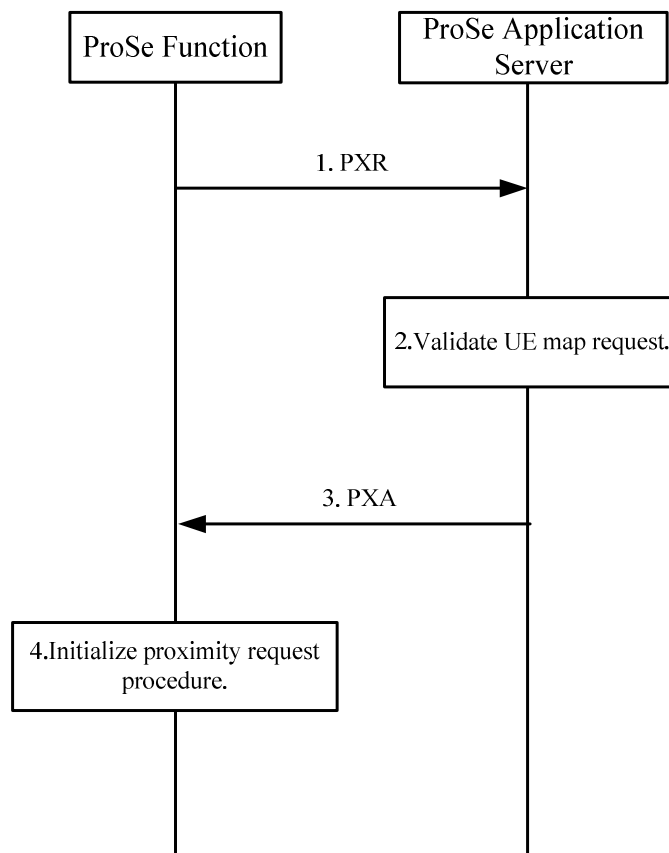 ProSe Function
ProSe Application
Server
1. PXR
2.Validate UE map request.
3. PXA
4.Initialize proximity request
procedure.